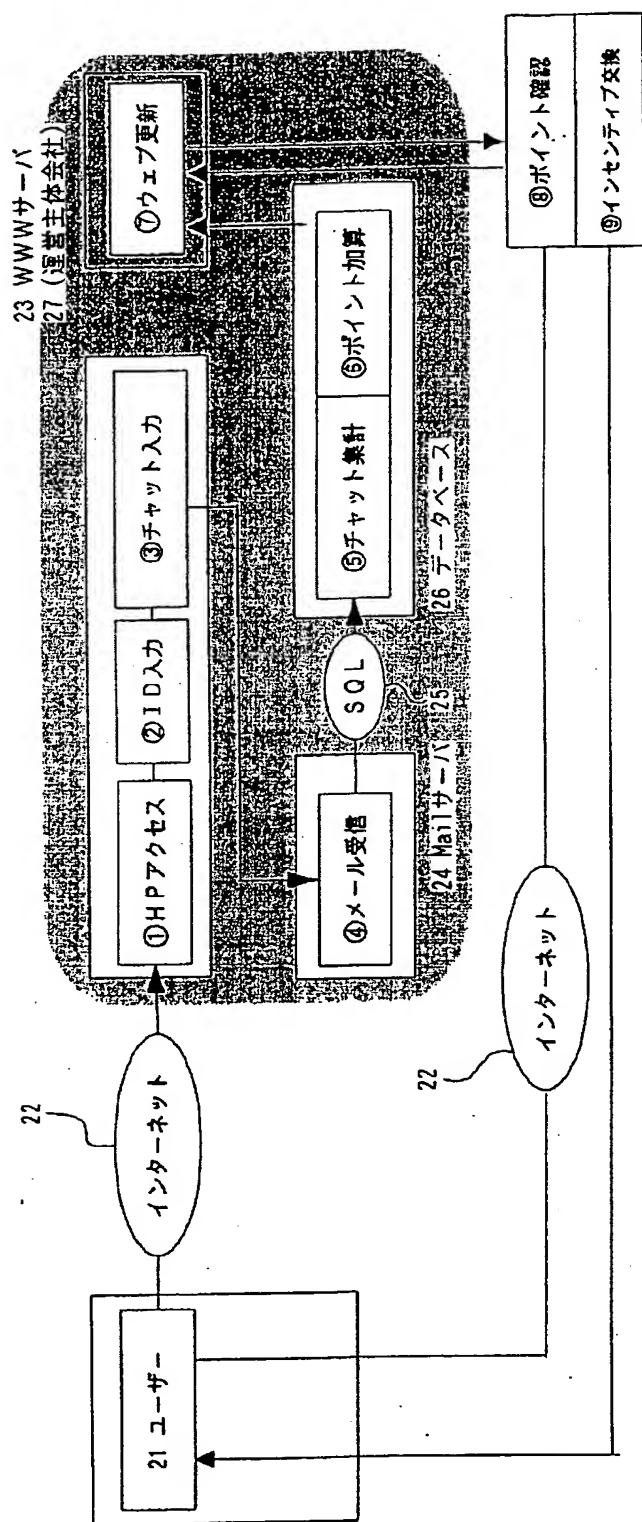 23 WWWサーバ
27 (運営主体会社)
①HPアクセス
②ID入力
③チャット入力
⑦ウェブ更新
22
インターネット
21 ユーザー
④メール受信
24 Mailサーバ
SQL
25
⑤チャット集計
⑥ポイント加算
26 データベース
22
インターネット
⑧ポイント確認
⑨インセンティブ交換